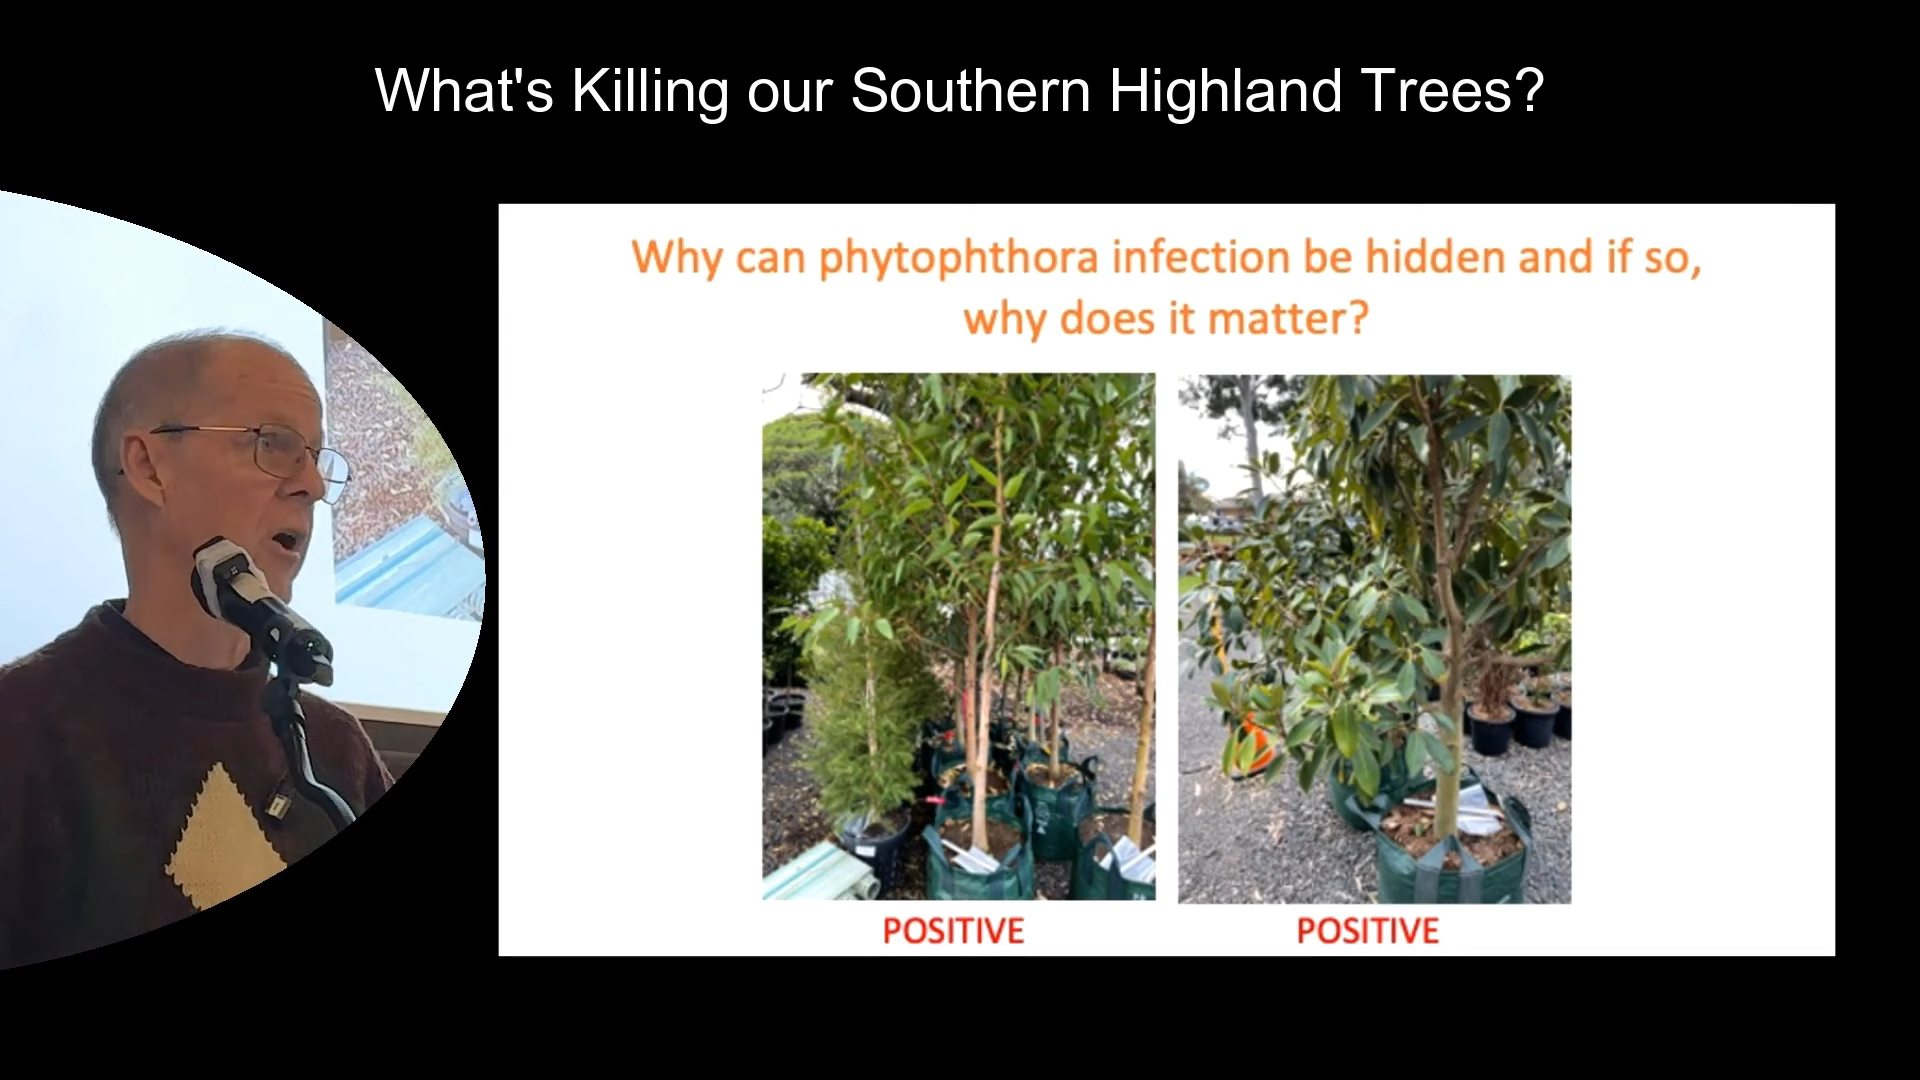 What's Killing our Southern Highland Trees?
Why can phytophthora infection be hidden and if so,
why does it matter?
POSITIVE
POSITIVE